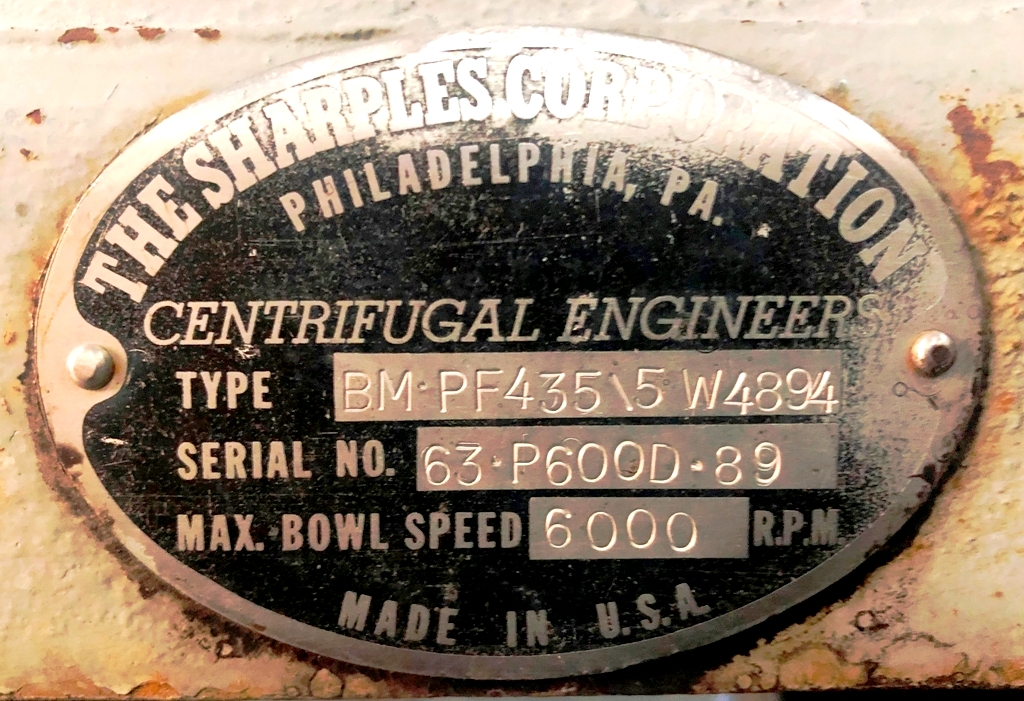 THE SHARPLES CORPORATION
PHILADELPHIA, PA.
CENTRIFUGAL ENGINEERS
TYPE BM·PF435\5 W4894
SERIAL NO. 63·P600D·89
MAX. BOWL SPEED 6000 R.P.M.
MADE IN U.S.A.